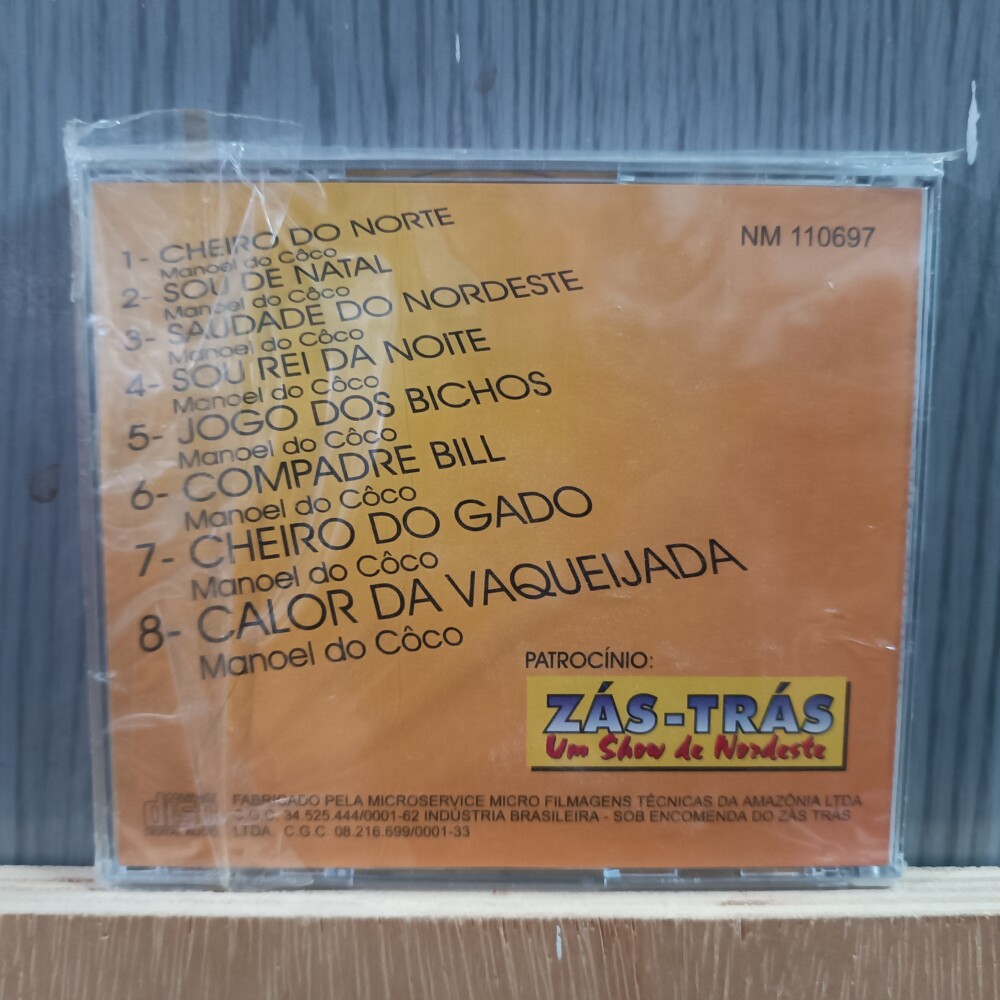 1- CHEIRO DO NORTE
Manoel do Côco
2- SOU DE NATAL
Manoel do Côco
3- SAUDADE DO NORDESTE
Manoel do Côco
4- SOU REI DA NOITE
Manoel do Côco
5- JOGO DOS BICHOS
Manoel do Côco
6- COMPADRE BILL
Manoel do Côco
7- CHEIRO DO GADO
Manoel do Côco
8- CALOR DA VAQUEIJADA
Manoel do Côco
NM 110697
PATROCÍNIO:
ZÁS-TRÁS
Um Show de Nordeste
COMPACT
disc
DIGITAL AUDIO
FABRICADO PELA MICROSERVICE MICRO FILMAGENS TÉCNICAS DA AMAZÔNIA LTDA
C.G.C. 34.525.444/0001-62 INDÚSTRIA BRASILEIRA - SOB ENCOMENDA DO ZÁS TRÁS
LTDA. C.G.C. 08.216.699/0001-33